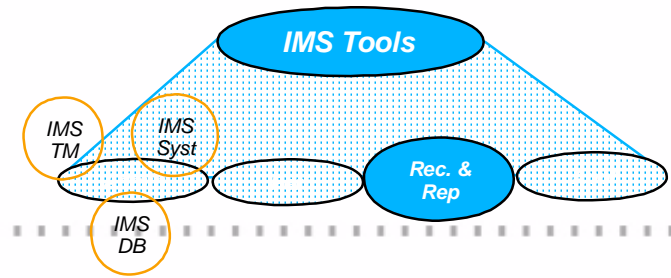 IMS Tools
IMS
TM
IMS
Syst
Rec. &
Rep
IMS
DB